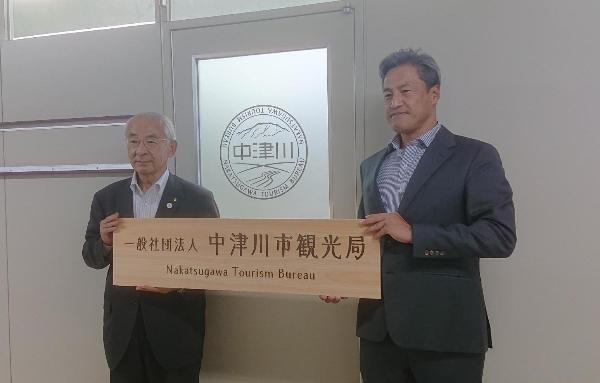 NAKATSUGAWA TOURISM BUREAU
中津川
NAKATSUGAWA TOURISM BUREAU
一般社団法人 中津川市観光局
Nakatsugawa Tourism Bureau